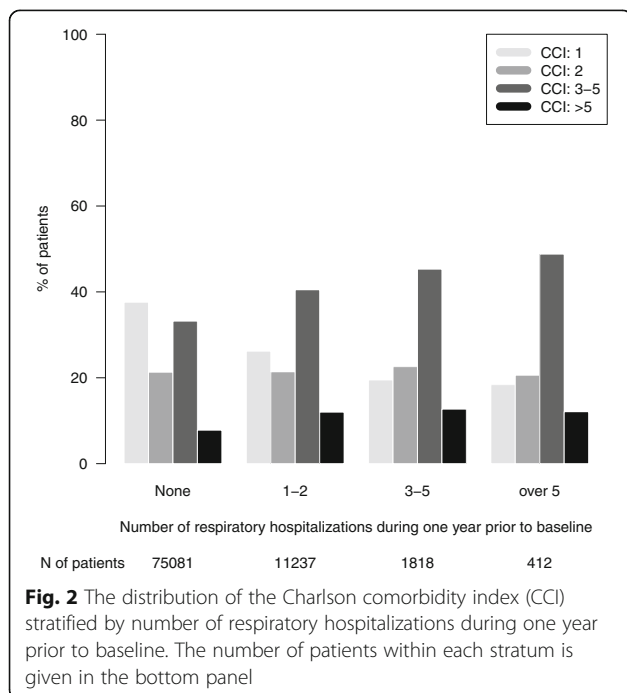 100
80
60
40
20
0
% of patients
CCI: 1
CCI: 2
CCI: 3–5
CCI: >5
None 1–2 3–5 over 5
Number of respiratory hospitalizations during one year prior to baseline
N of patients 75081 11237 1818 412
Fig. 2 The distribution of the Charlson comorbidity index (CCI)
stratified by number of respiratory hospitalizations during one year
prior to baseline. The number of patients within each stratum is
given in the bottom panel